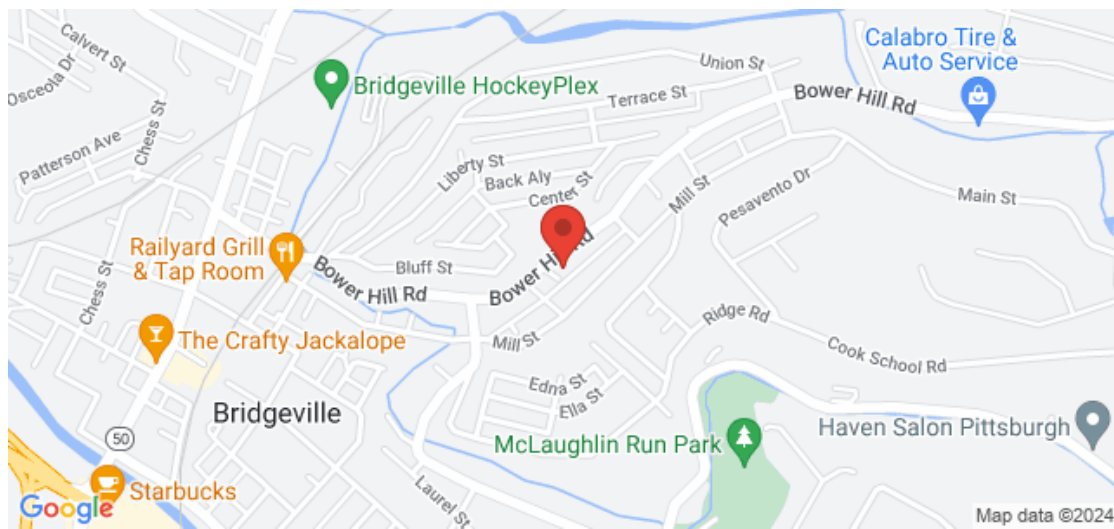 Calvert St
Osceola Dr
Chess St
Patterson Ave
Bridgeville HockeyPlex
Union St
Terrace St
Calabro Tire &
Auto Service
Bower Hill Rd
Liberty St
Back Aly
Center St
Mill St
Pesavento Dr
Main St
Railyard Grill
& Tap Room
Bluff St
Bower Hill Rd
Bower Hill Rd
Chess St
The Crafty Jackalope
Mill St
Ridge Rd
Cook School Rd
Edna St
Ella St
Bridgeville
50
McLaughlin Run Park
Haven Salon Pittsburgh
Starbucks
Laurel St
Google
Map data ©2024